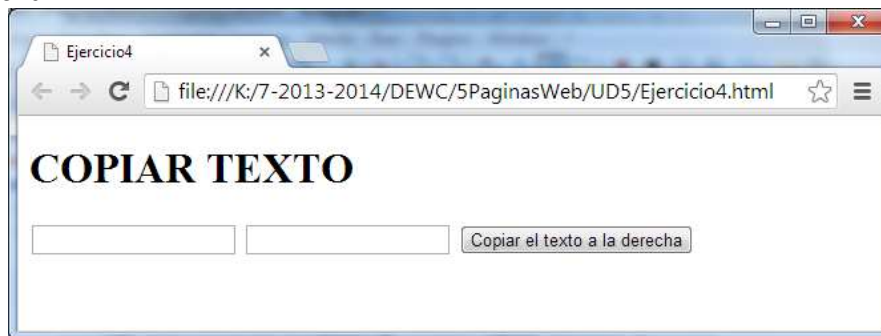 Ejercicio4
file:///K:/7-2013-2014/DEWC/5PaginasWeb/UD5/Ejercicio4.html
COPIAR TEXTO
Copiar el texto a la derecha